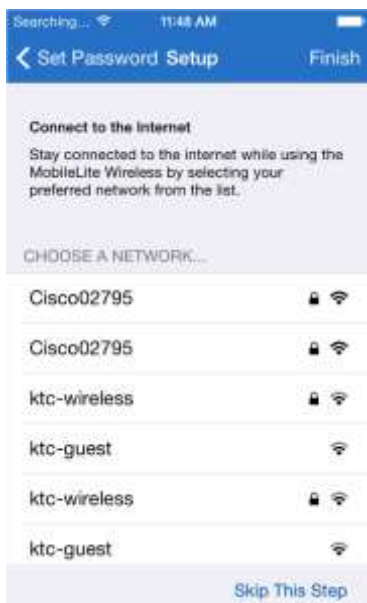 Searching... 11:48 AM
Set Password Setup Finish
Connect to the Internet
Stay connected to the internet while using the
MobileLite Wireless by selecting your
preferred network from the list.
CHOOSE A NETWORK...
Cisco02795
Cisco02795
ktc-wireless
ktc-guest
ktc-wireless
ktc-guest
Skip This Step